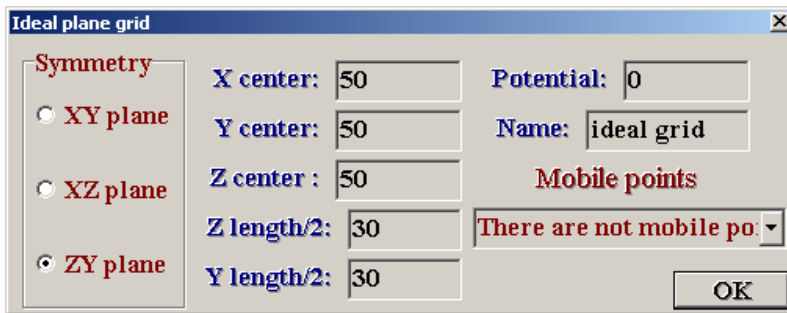 Ideal plane grid
Symmetry
XY plane
XZ plane
ZY plane
X center: 50
Y center: 50
Z center : 50
Z length/2: 30
Y length/2: 30
Potential: 0
Name: ideal grid
Mobile points
There are not mobile po
OK